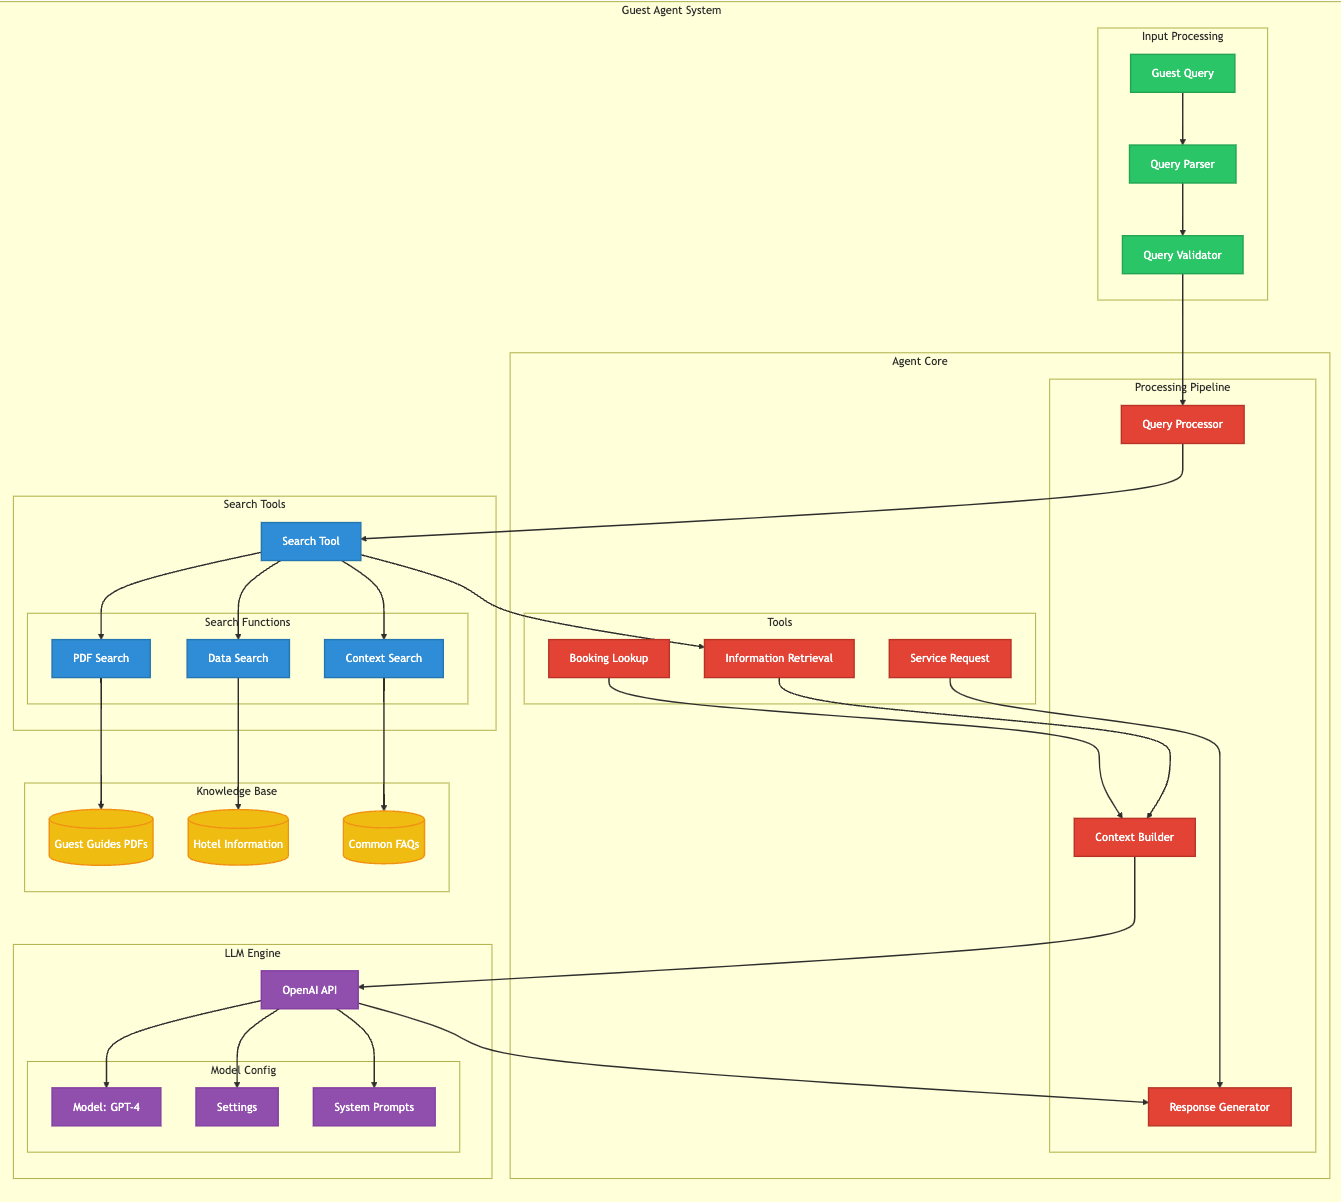 Guest Agent System
Input Processing
Guest Query
Query Parser
Query Validator
Agent Core
Processing Pipeline
Query Processor
Search Tools
Search Tool
Search Functions
PDF Search
Data Search
Context Search
Tools
Booking Lookup
Information Retrieval
Service Request
Knowledge Base
Guest Guides PDFs
Hotel Information
Common FAQs
Context Builder
LLM Engine
OpenAI API
Model Config
Model: GPT-4
Settings
System Prompts
Response Generator